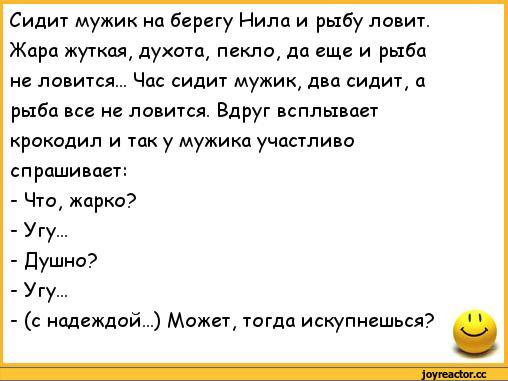 Сидит мужик на берегу Нила и рыбу ловит.
Жара жуткая, духота, пекло, да еще и рыба
не ловится... Час сидит мужик, два сидит, а
рыба все не ловится. Вдруг всплывает
крокодил и так у мужика участливо
спрашивает:
- Что, жарко?
- Угу...
- Душно?
- Угу...
- (с надеждой...) Может, тогда искупнешься?
joyreactor.cc